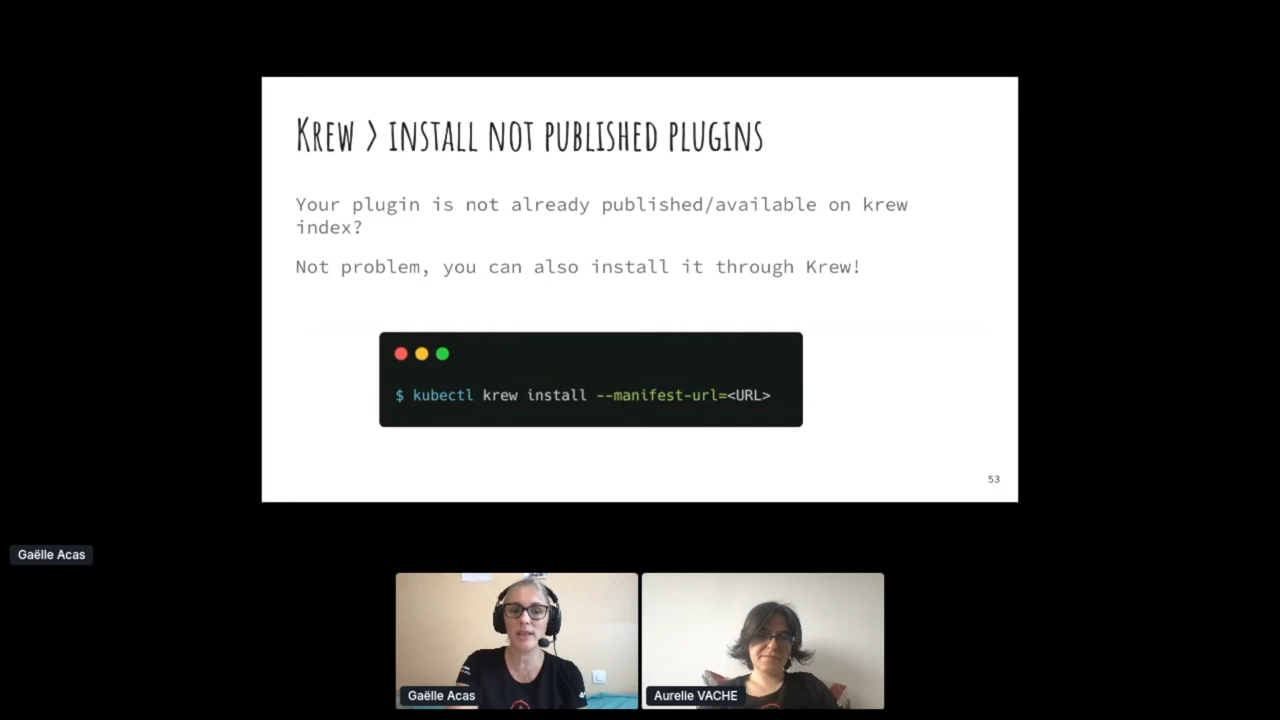 Krew > install not published plugins
Your plugin is not already published/available on krew
index?
Not problem, you can also install it through Krew!
$ kubectl krew install --manifest-url=<URL>
53
Gaëlle Acas
Gaëlle Acas
Aurelie VACHE